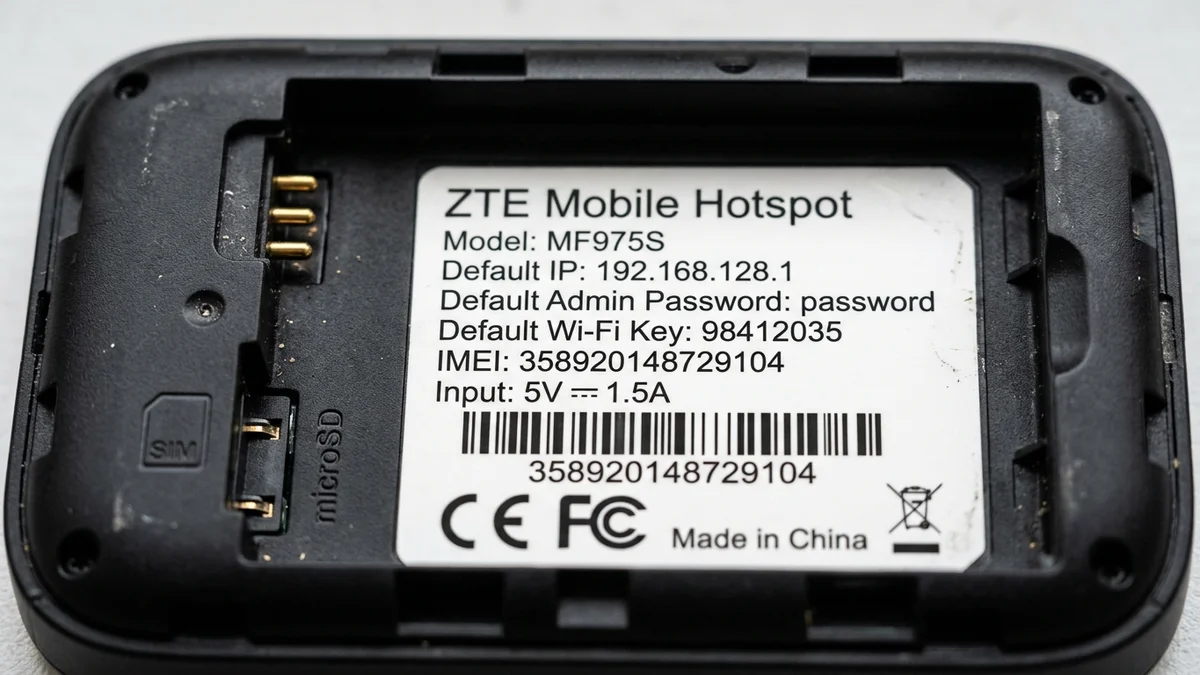 ZTE Mobile Hotspot
Model: MF975S
Default IP: 192.168.128.1
Default Admin Password: password
Default Wi-Fi Key: 98412035
IMEI: 358920148729104
Input: 5V ⎓ 1.5A
358920148729104
CE FCC Made in China
SIM
microSD